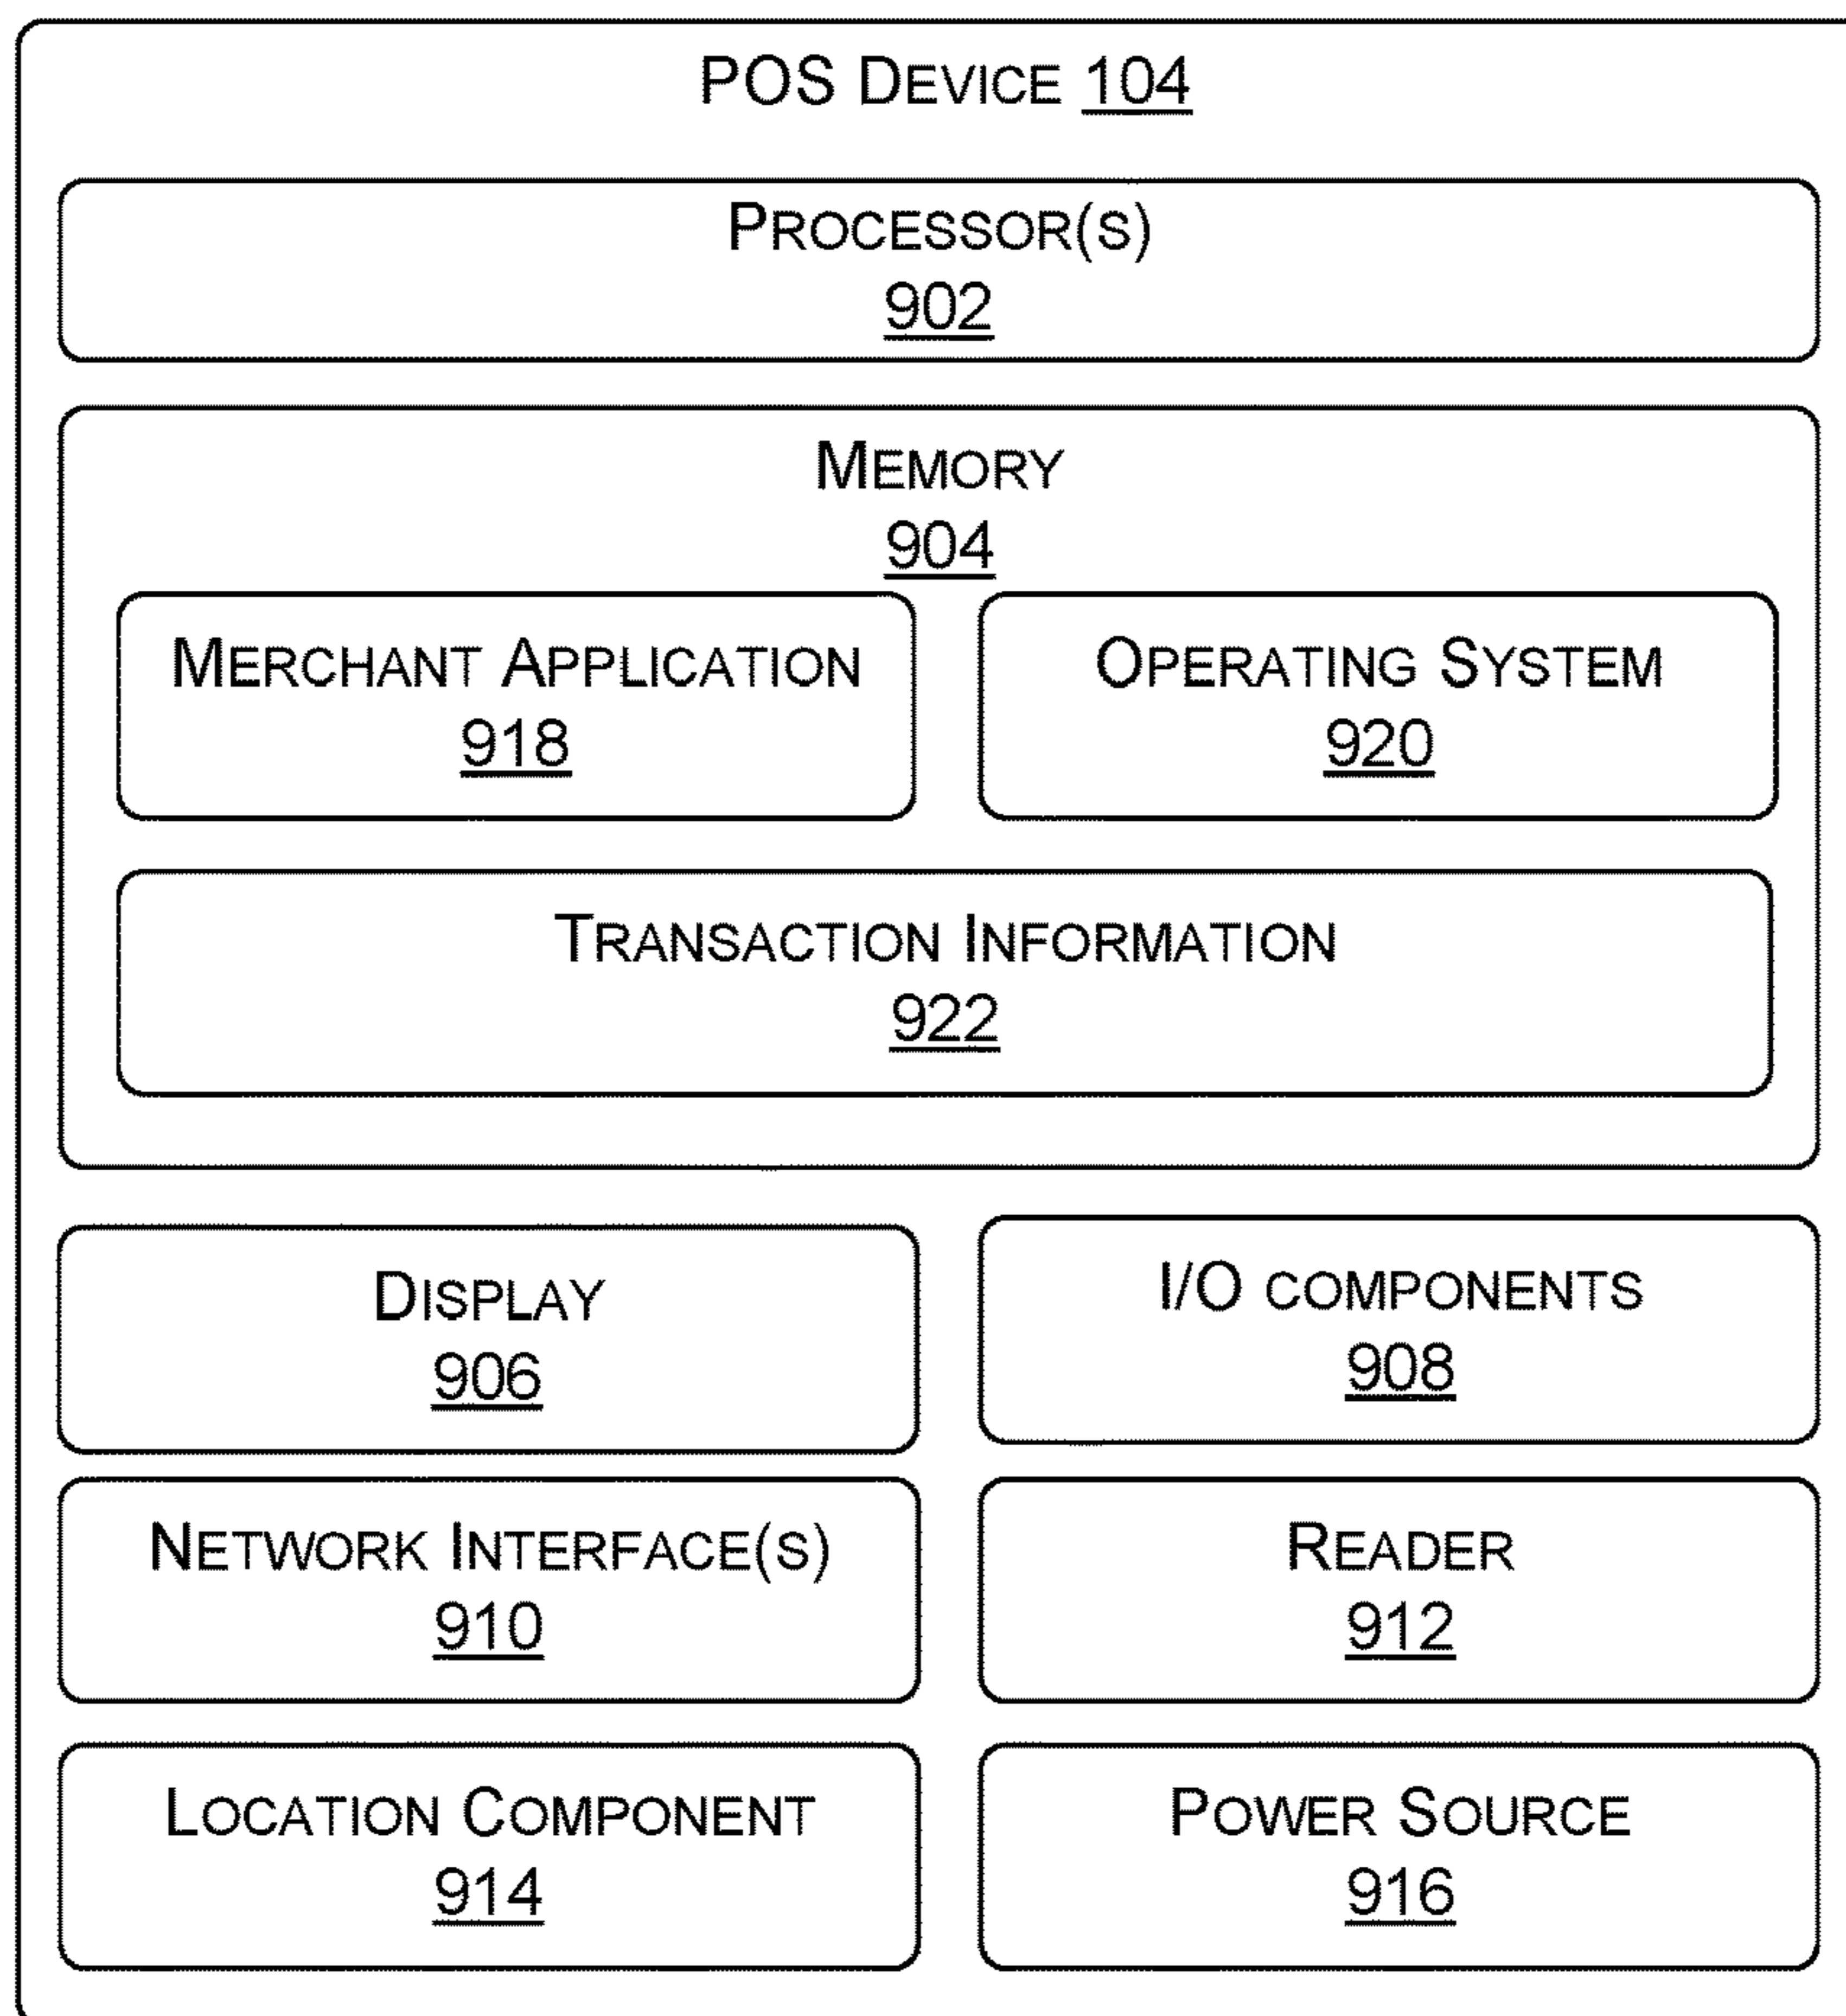 POS DEVICE 104
PROCESSOR(S)
902
MEMORY
904
MERCHANT APPLICATION
918
OPERATING SYSTEM
920
TRANSACTION INFORMATION
922
DISPLAY
906
I/O COMPONENTS
908
NETWORK INTERFACE(S)
910
READER
912
LOCATION COMPONENT
914
POWER SOURCE
916